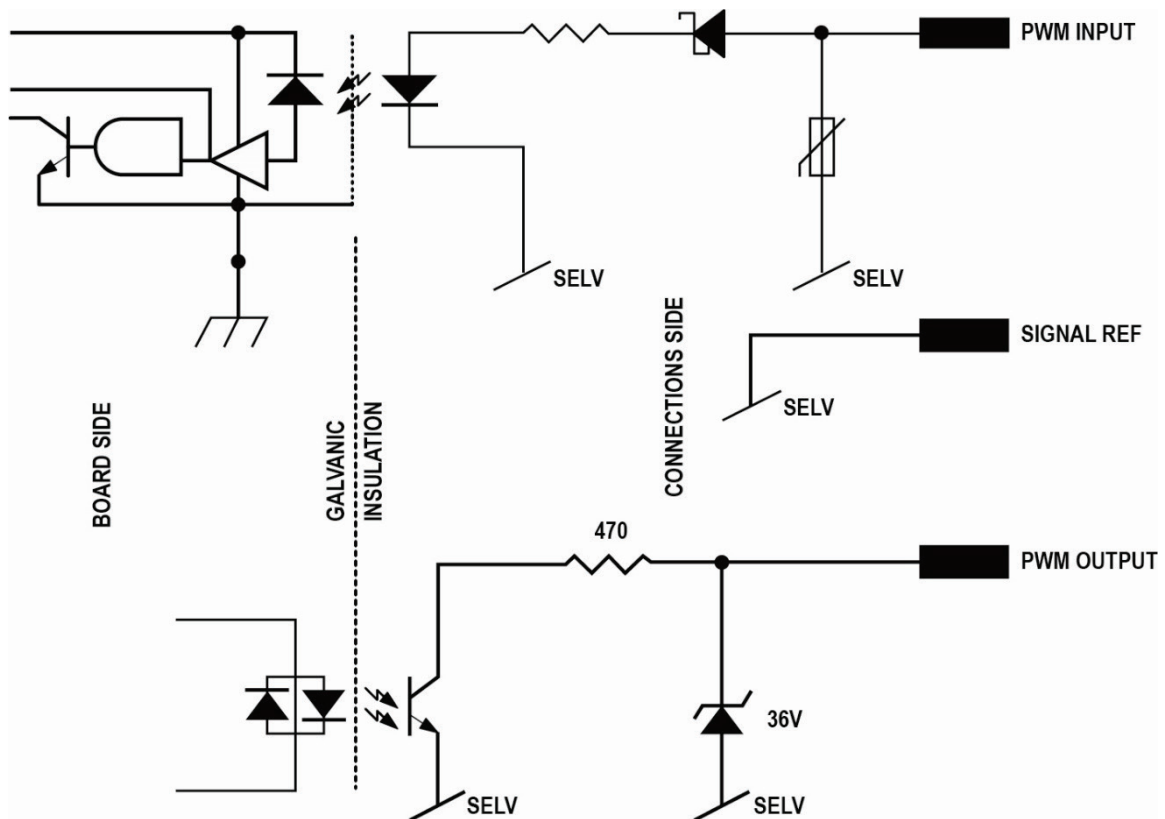 PWM INPUT
SELV
SELV
SIGNAL REF
SELV
BOARD SIDE
GALVANIC
INSULATION
CONNECTIONS SIDE
470
PWM OUTPUT
36V
SELV
SELV